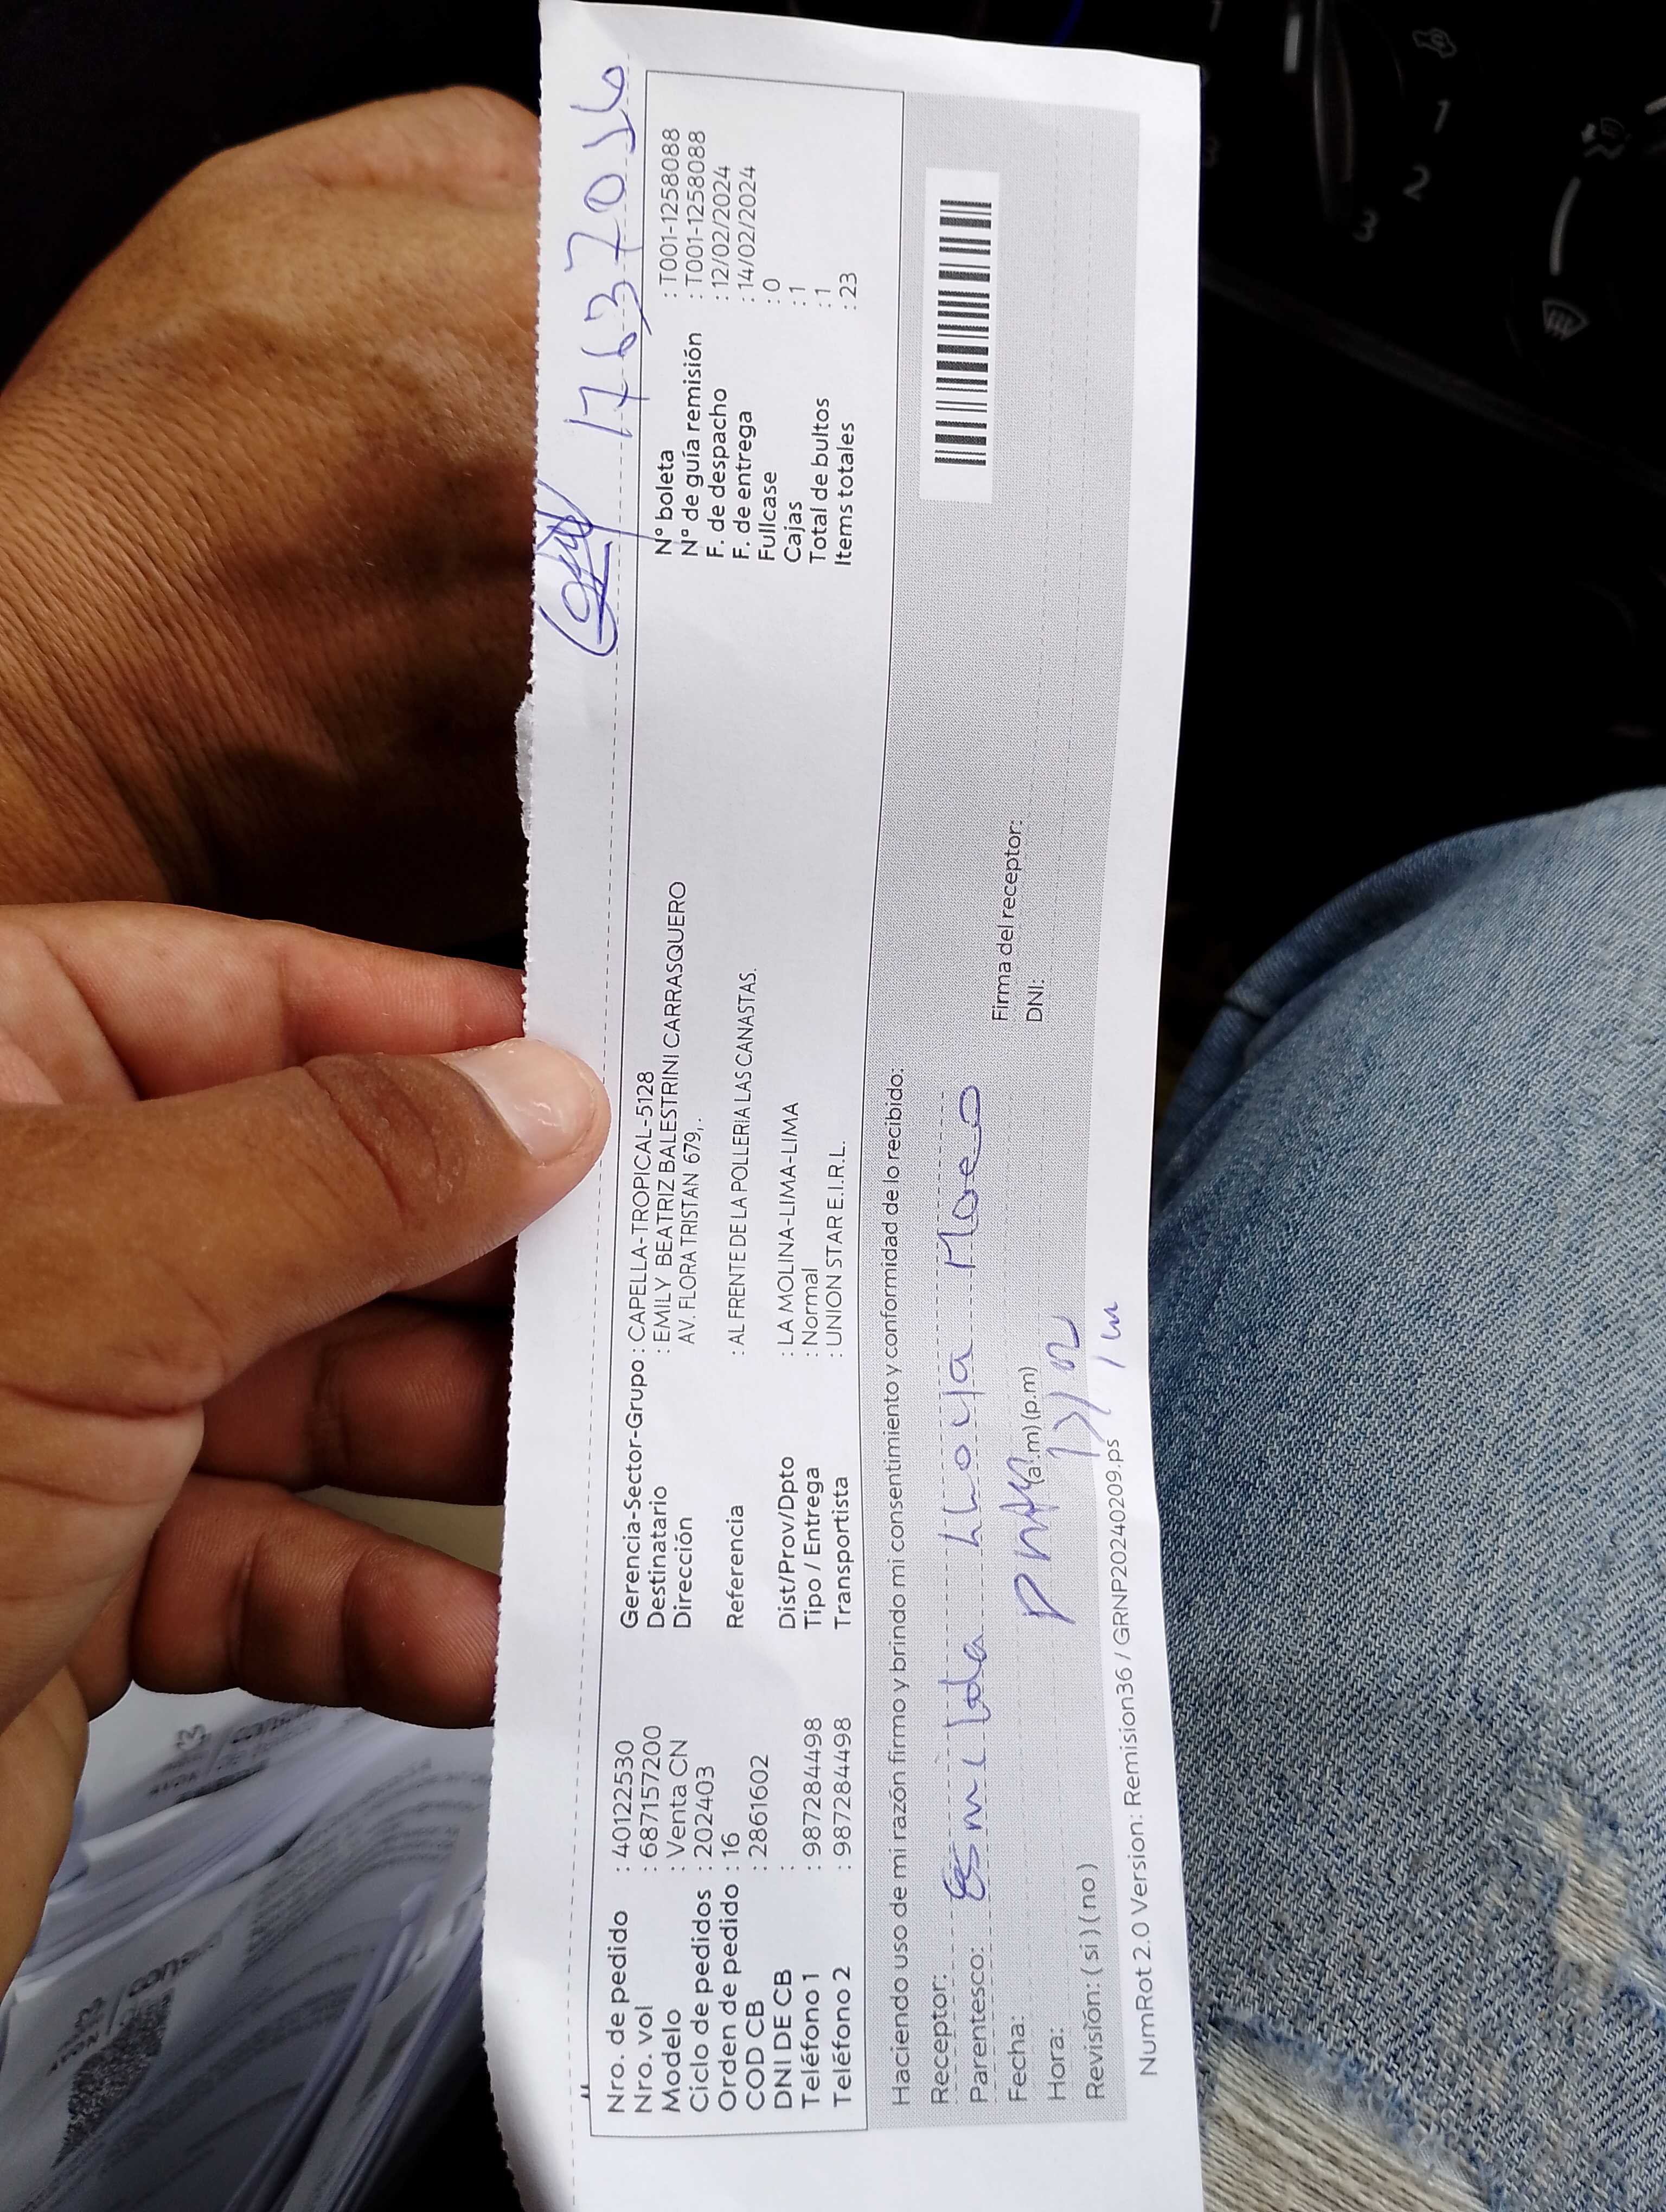 17637026
Nro. de pedido : 40122530
Nro. vol : 687157200
Modelo : Venta CN
Ciclo de pedidos : 202403
Orden de pedido : 16
COD CB : 2861602
DNI DE CB :
Teléfono 1 : 987284498
Teléfono 2 : 987284498
Gerencia-Sector-Grupo : CAPELLA-TROPICAL-5128
Destinatario : EMILY BEATRIZ BALESTRINI CARRASQUERO
Dirección AV. FLORA TRISTAN 679,.
Referencia : AL FRENTE DE LA POLLERIA LAS CANASTAS.
Dist/Prov/Dpto : LA MOLINA-LIMA-LIMA
Tipo / Entrega : Normal
Transportista : UNION STAR E.I.R.L.
Nº boleta : T001-1258088
Nº de guía remisión : T001-1258088
F. de despacho : 12/02/2024
F. de entrega : 14/02/2024
Fullcase : 0
Cajas : 1
Total de bultos : 1
Items totales : 23
Haciendo uso de mi razón firmo y brindo mi consentimiento y conformidad de lo recibido:
Receptor:
Parentesco:
Fecha:
Hora: (a.m) (p.m)
Revisión: ( si ) ( no )
Firma del receptor:
DNI:
NumRot 2.0 Version: Remision36 / GRNP20240209.ps
AVON